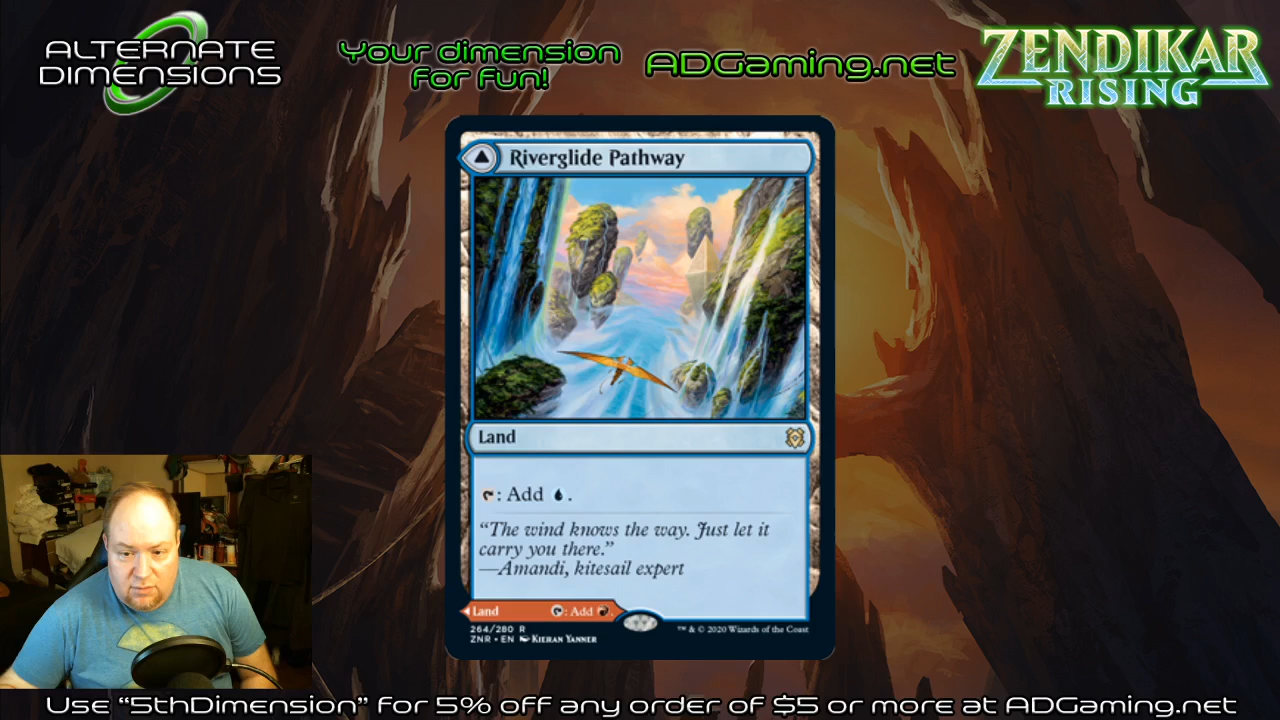 ALTERNATE
DIMENSIONS
Your dimension
for fun!
ADGaming.net
ZENDIKAR
RISING
Riverglide Pathway
Land
: Add .
“The wind knows the way. Just let it
carry you there.”
—Amandi, kitesail expert
Land : Add .
264/280 R
ZNR • EN KIERAN YANNER
™ & © 2020 Wizards of the Coast
Use “5thDimension” for 5% off any order of $5 or more at ADGaming.net